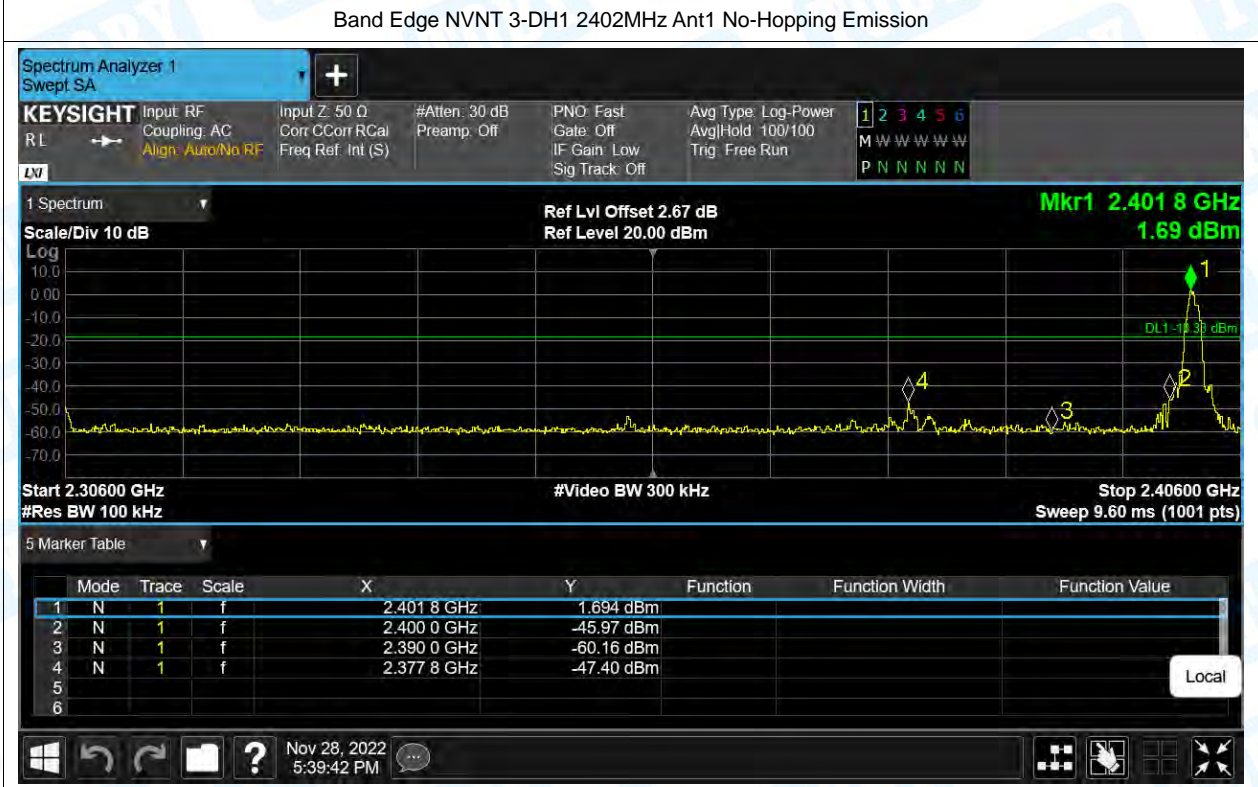 Band Edge NVNT 3-DH1 2402MHz Ant1 No-Hopping Emission
Spectrum Analyzer 1
Swept SA
+
KEYSIGHT Input: RF Input Z: 50 Ω #Atten: 30 dB PNO: Fast Avg Type: Log-Power 1 2 3 4 5 6
RL Coupling: AC Corr CCorr RCal Preamp: Off Gate: Off Avg|Hold: 100/100 M W W W W W
Align: Auto/No RF Freq Ref: Int (S) IF Gain: Low Trig: Free Run
LXI Sig Track: Off P N N N N N
1 Spectrum
Ref Lvl Offset 2.67 dB Mkr1 2.401 8 GHz
Scale/Div 10 dB Ref Level 20.00 dBm 1.69 dBm
Log
10.0
0.00
-10.0
-20.0
-30.0
-40.0
-50.0
-60.0
-70.0
1
DL1 -18.33 dBm
4
2
3
Start 2.30600 GHz #Video BW 300 kHz Stop 2.40600 GHz
#Res BW 100 kHz Sweep 9.60 ms (1001 pts)
5 Marker Table
Mode Trace Scale X Y Function Function Width Function Value
1 N 1 f 2.401 8 GHz 1.694 dBm
2 N 1 f 2.400 0 GHz -45.97 dBm
3 N 1 f 2.390 0 GHz -60.16 dBm
4 N 1 f 2.377 8 GHz -47.40 dBm
5
6
Local
? Nov 28, 2022
5:39:42 PM